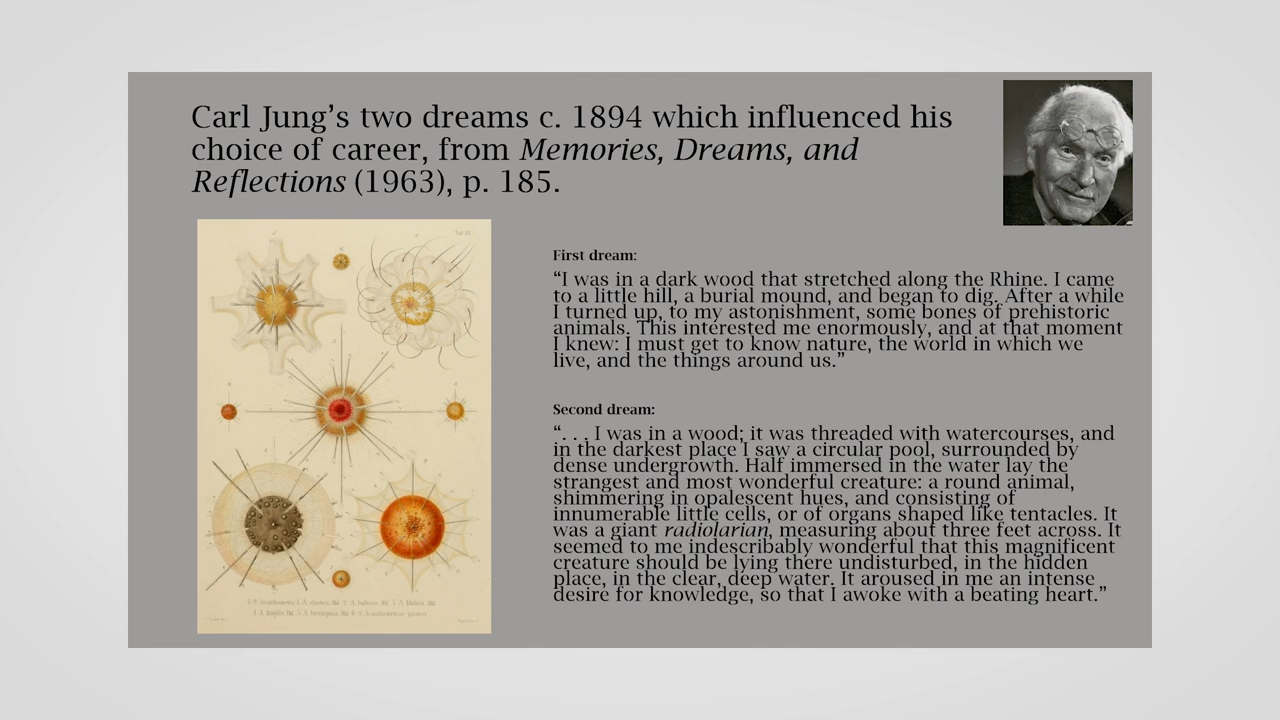 Carl Jung’s two dreams c. 1894 which influenced his
choice of career, from Memories, Dreams, and
Reflections (1963), p. 185.
First dream:
“I was in a dark wood that stretched along the Rhine. I came
to a little hill, a burial mound, and began to dig. After a while
I turned up, to my astonishment, some bones of prehistoric
animals. This interested me enormously, and at that moment
I knew: I must get to know nature, the world in which we
live, and the things around us.”
Second dream:
“. . . I was in a wood; it was threaded with watercourses, and
in the darkest place I saw a circular pool, surrounded by
dense undergrowth. Half immersed in the water lay the
strangest and most wonderful creature: a round animal,
shimmering in opalescent hues, and consisting of
innumerable little cells, or of organs shaped like tentacles. It
was a giant radiolarian, measuring about three feet across. It
seemed to me indescribably wonderful that this magnificent
creature should be lying there undisturbed, in the hidden
place, in the clear, deep water. It aroused in me an intense
desire for knowledge, so that I awoke with a beating heart.”